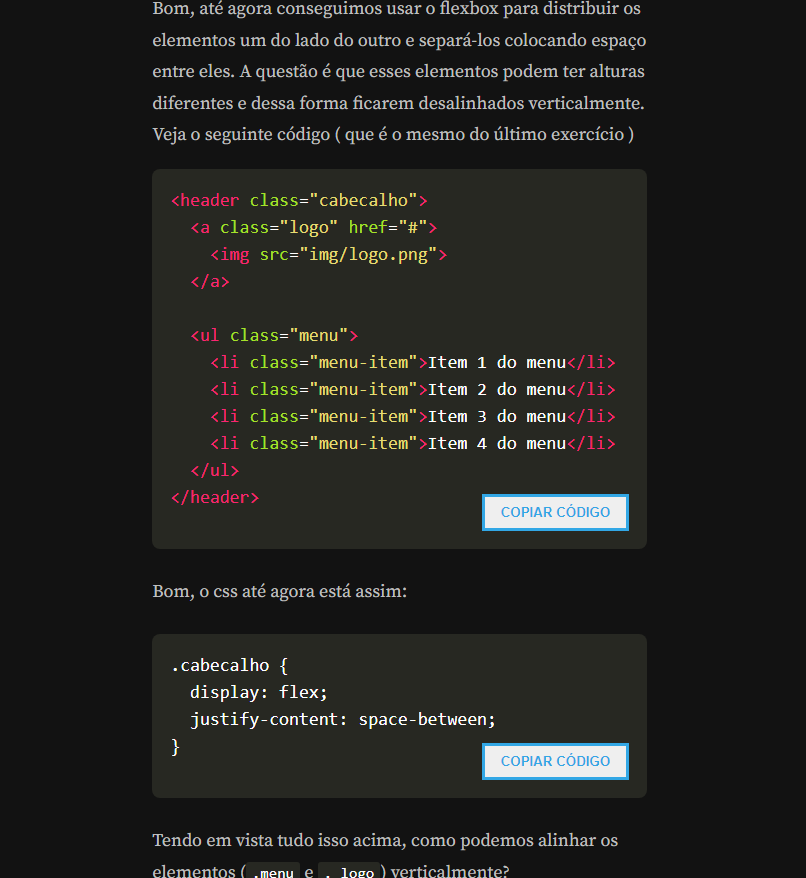 Bom, até agora conseguimos usar o flexbox para distribuir os
elementos um do lado do outro e separá-los colocando espaço
entre eles. A questão é que esses elementos podem ter alturas
diferentes e dessa forma ficarem desalinhados verticalmente.
Veja o seguinte código ( que é o mesmo do último exercício )
<header class="cabecalho">
  <a class="logo" href="#">
    <img src="img/logo.png">
  </a>
  <ul class="menu">
    <li class="menu-item">Item 1 do menu</li>
    <li class="menu-item">Item 2 do menu</li>
    <li class="menu-item">Item 3 do menu</li>
    <li class="menu-item">Item 4 do menu</li>
  </ul>
</header>
COPIAR CÓDIGO
Bom, o css até agora está assim:
.cabecalho {
  display: flex;
  justify-content: space-between;
}
COPIAR CÓDIGO
Tendo em vista tudo isso acima, como podemos alinhar os
elementos ( .menu e . logo ) verticalmente?